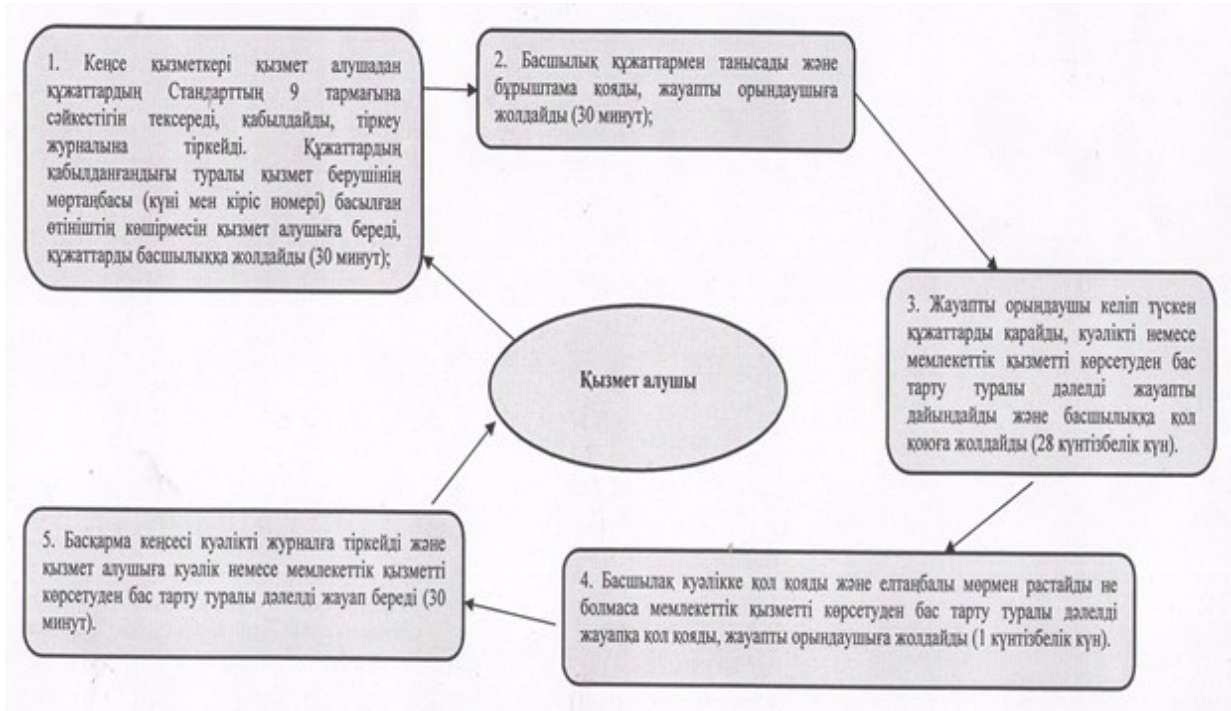 1. Кеңсе қызметкері қызмет алушадан
құжаттардың Стандарттың 9 тармағына
сәйкестігін тексереді, қабылдайды, тіркеу
журналына тіркейді. Құжаттардың
қабылданғандығы туралы қызмет берушінің
мөртаңбасы (күні мен кіріс номері) басылған
өтініштің көшірмесін қызмет алушыға береді,
құжаттарды басшылыққа жолдайды (30 минут);
2. Басшылық құжаттармен танысады және
бұрыштама қояды, жауапты орындаушыға
жолдайды (30 минут);
3. Жауапты орындаушы келіп түскен
құжаттарды қарайды, куәлікті немесе
мемлекеттік қызметті көрсетуден бас
тарту туралы дәлелді жауапты
дайындайды және басшылыққа қол
қоюға жолдайды (28 күнтізбелік күн).
Қызмет алушы
5. Басқарма кеңсесі куәлікті журналға тіркейді және
қызмет алушыға куәлік немесе мемлекеттік қызметті
көрсетуден бас тарту туралы дәлелді жауап береді (30
минут).
4. Басшылақ куәлікке қол қояды және елтаңбалы мөрмен растайды не
болмаса мемлекеттік қызметті көрсетуден бас тарту туралы дәлелді
жауапқа қол қояды, жауапты орындаушыға жолдайды (1 күнтізбелік күн).